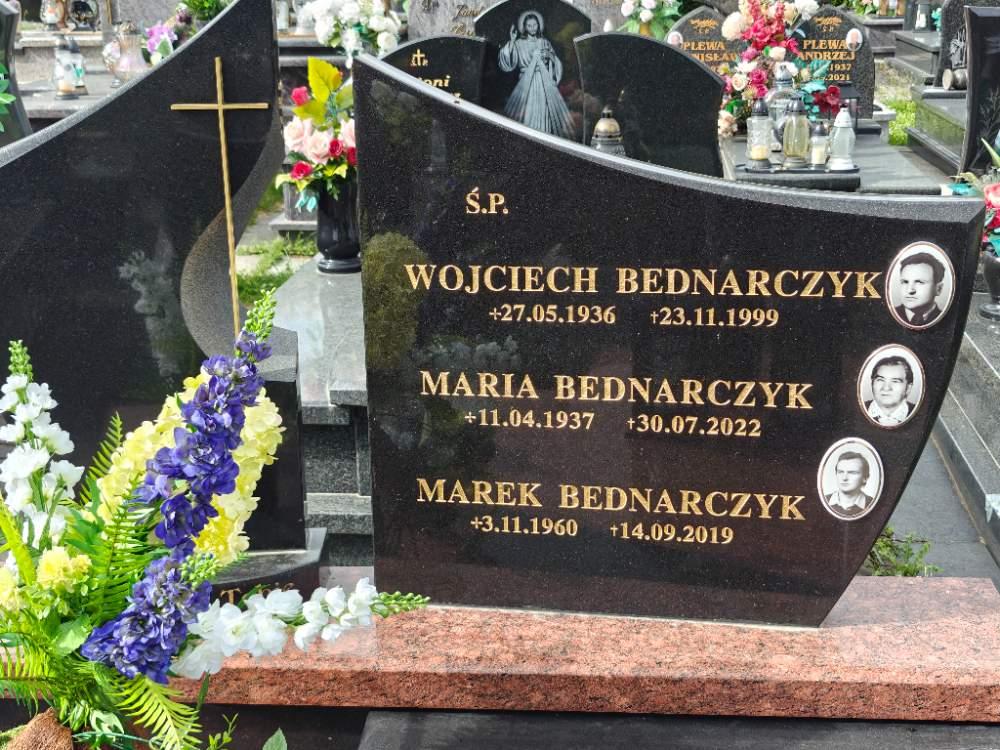 PLEWA
PLEWA
ANDRZEJ
Ś.P.
WOJCIECH BEDNARCZYK
+27.05.1936 †23.11.1999
MARIA BEDNARCZYK
+11.04.1937 †30.07.2022
MAREK BEDNARCZYK
+3.11.1960 †14.09.2019